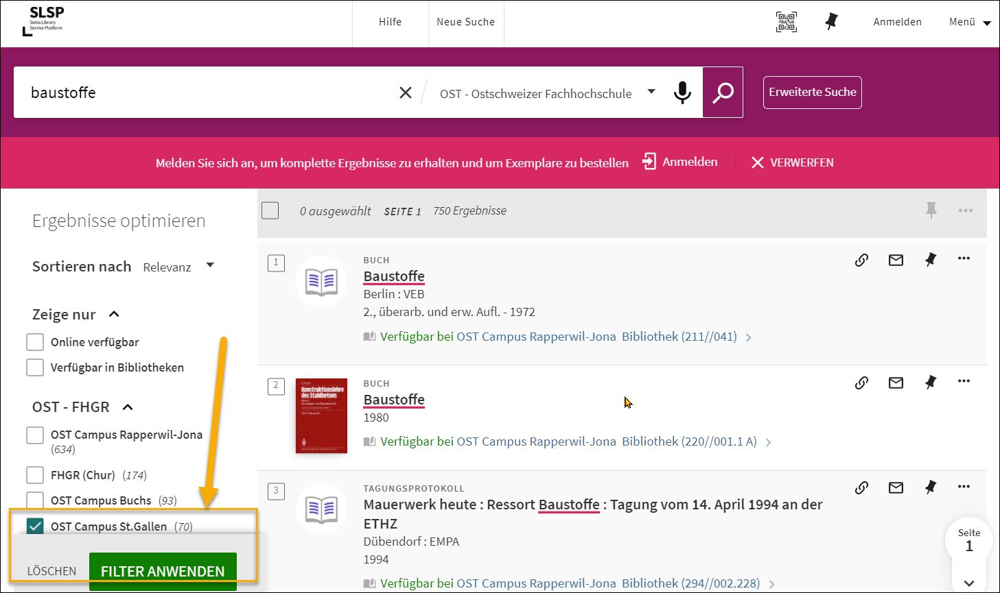 SLSP
Swiss Library
Service Platform
Hilfe
Neue Suche
Anmelden
Menü
baustoffe
OST - Ostschweizer Fachhochschule
Erweiterte Suche
Melden Sie sich an, um komplette Ergebnisse zu erhalten und um Exemplare zu bestellen
Anmelden
VERWERFEN
Ergebnisse optimieren
Sortieren nach Relevanz
Zeige nur
Online verfügbar
Verfügbar in Bibliotheken
OST - FHGR
OST Campus Rapperwil-Jona
(634)
FHGR (Chur) (174)
OST Campus Buchs (93)
OST Campus St.Gallen (70)
LÖSCHEN
FILTER ANWENDEN
0 ausgewählt SEITE 1 750 Ergebnisse
1
BUCH
Baustoffe
Berlin : VEB
2., überarb. und erw. Aufl. - 1972
Verfügbar bei OST Campus Rapperwil-Jona Bibliothek (211//041)
2
Konstruktionslehre
des Stahlbetons
BUCH
Baustoffe
1980
Verfügbar bei OST Campus Rapperwil-Jona Bibliothek (220//001.1 A)
3
TAGUNGSPROTOKOLL
Mauerwerk heute : Ressort Baustoffe : Tagung vom 14. April 1994 an der
ETHZ
Dübendorf : EMPA
1994
Verfügbar bei OST Campus Rapperwil-Jona Bibliothek (294//002.228)
Seite
1